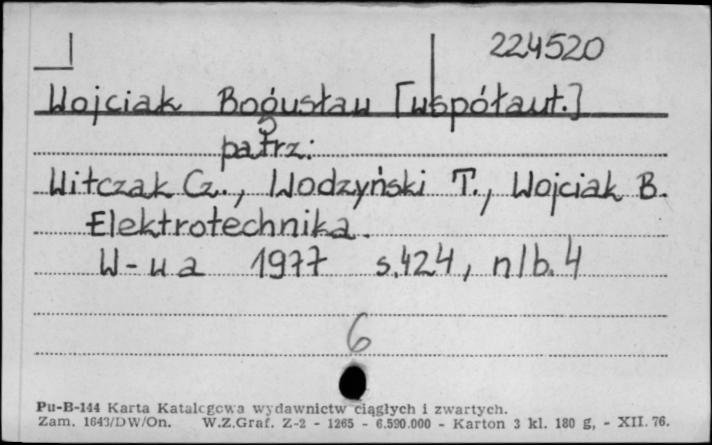 224520
Wojciak Bogusław [współaut.]
patrz:
Witczak Cz., Wodzyński T., Wojciak B.
Elektrotechnika.
W-wa 1977 s.424, nlb.4
6
Pu-B-144 Karta Katalogowa wydawnictw ciągłych i zwartych.
Zam. 1643/DW/On. W.Z.Graf. Z-2 - 1265 - 6.590.000 - Karton 3 kl. 180 g, - XII. 76.